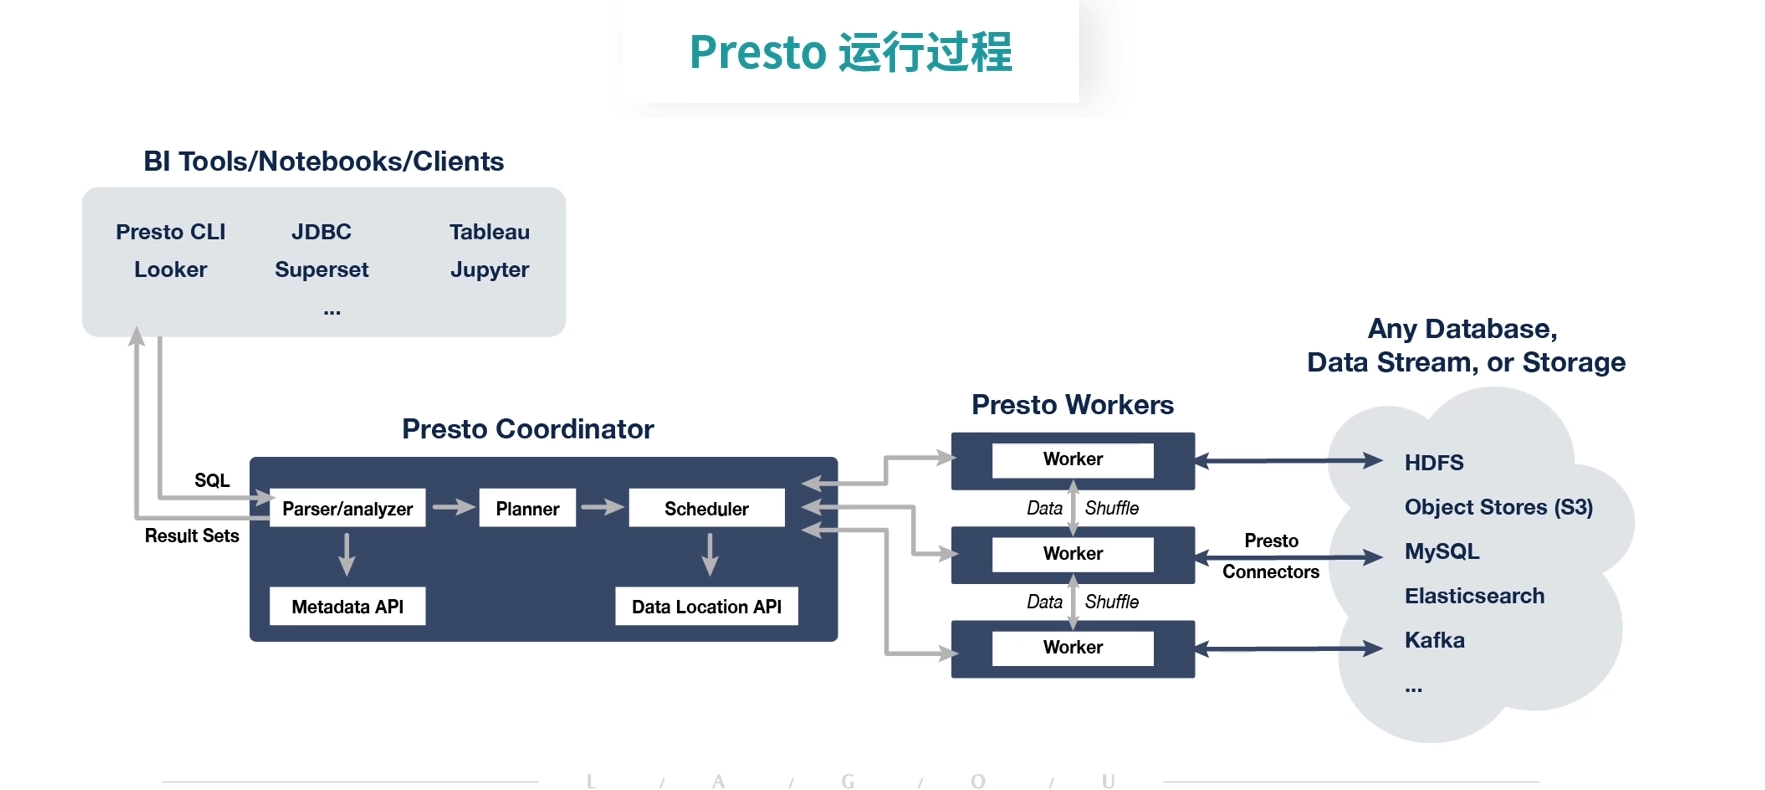 Presto 运行过程
BI Tools/Notebooks/Clients
Presto CLI JDBC Tableau
Looker Superset Jupyter
...
SQL
Result Sets
Presto Coordinator
Parser/analyzer
Planner
Scheduler
Metadata API
Data Location API
Presto Workers
Worker
Data Shuffle
Worker
Data Shuffle
Worker
Presto
Connectors
Any Database,
Data Stream, or Storage
HDFS
Object Stores (S3)
MySQL
Elasticsearch
Kafka
...
L / A / G / O / U